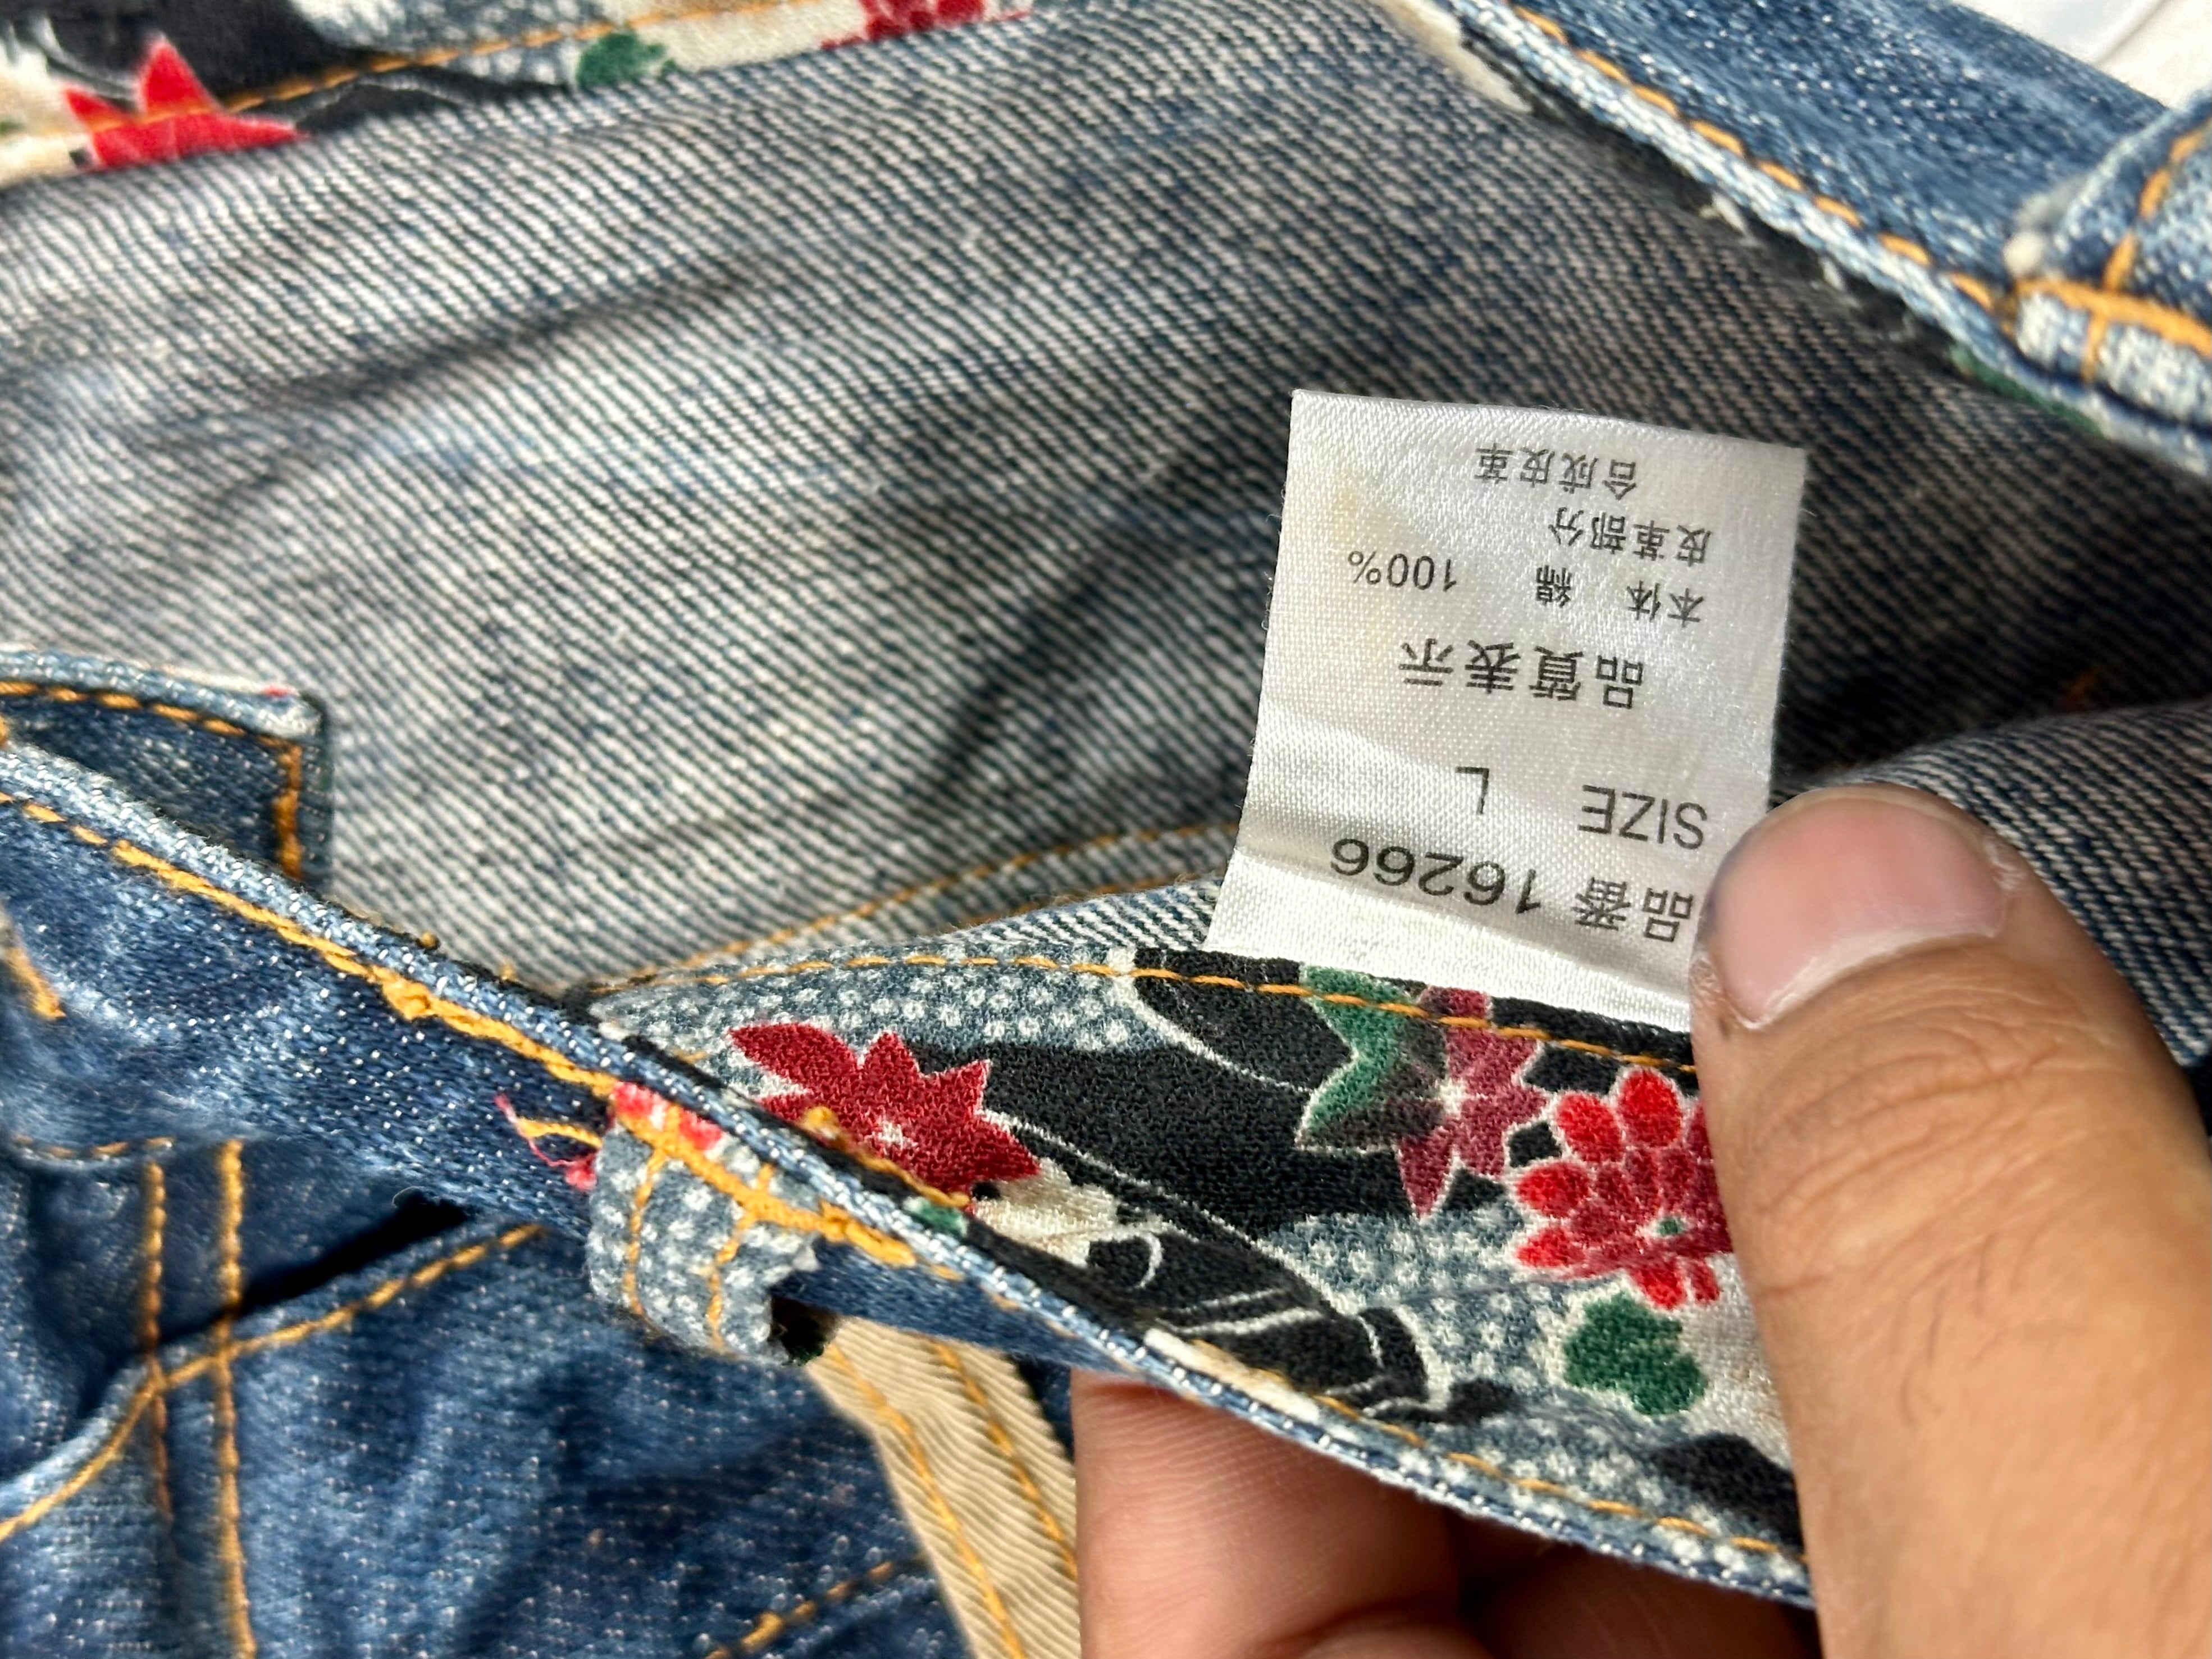 品番 16266
SIZE L
品質表示
本体 綿 100%
皮革部分
合成皮革